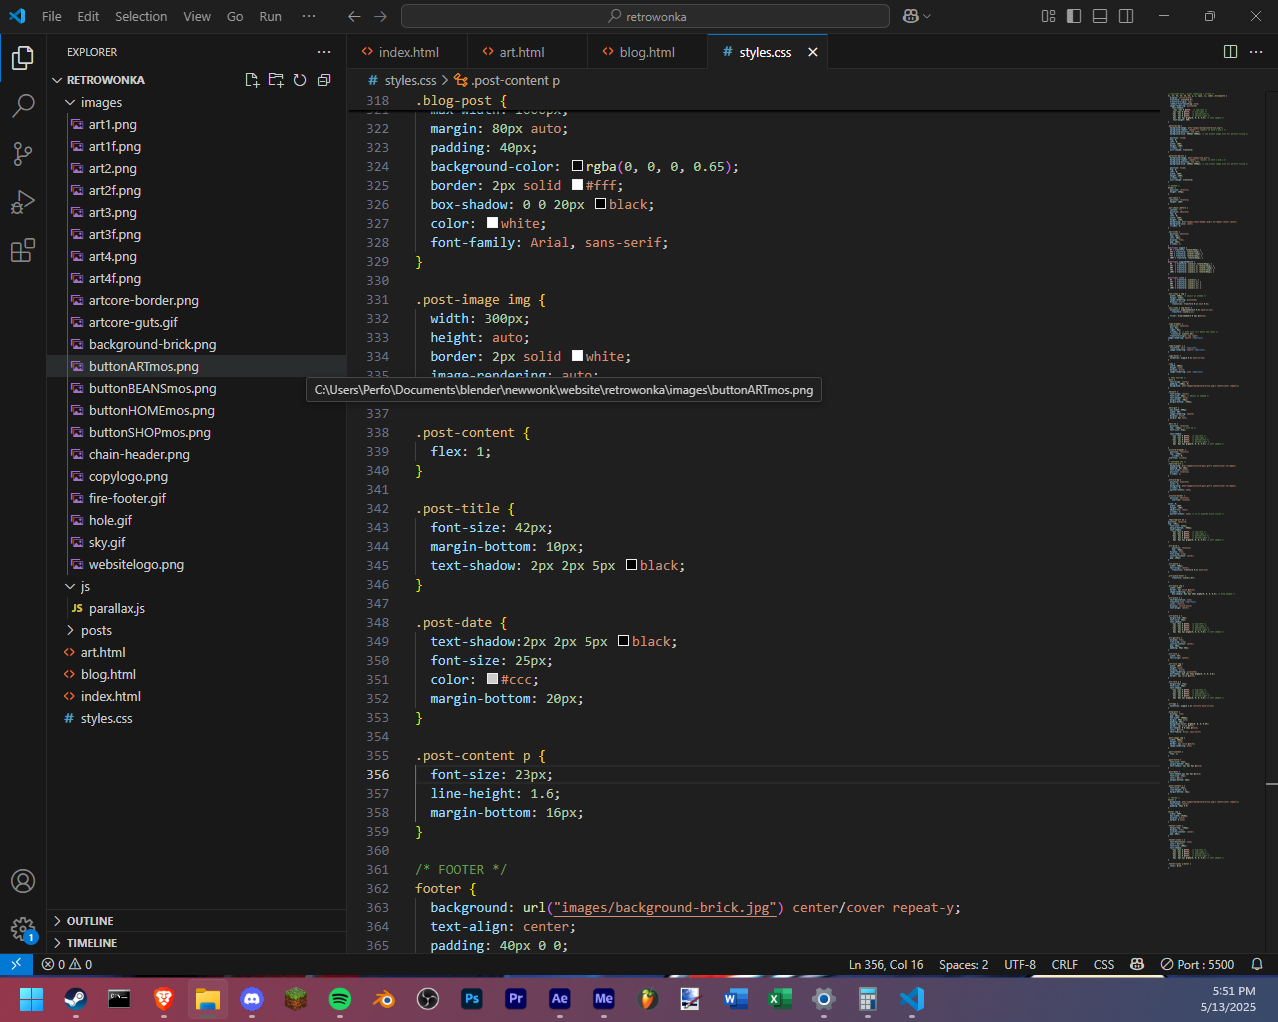 File Edit Selection View Go Run ··· retrowonka
EXPLORER ···
RETROWONKA
images
art1.png
art1f.png
art2.png
art2f.png
art3.png
art3f.png
art4.png
art4f.png
artcore-border.png
artcore-guts.gif
background-brick.png
buttonARTmos.png
buttonBEANSmos.png
buttonHOMEmos.png
buttonSHOPmos.png
chain-header.png
copylogo.png
fire-footer.gif
hole.gif
sky.gif
websitelogo.png
js
JS parallax.js
posts
art.html
blog.html
index.html
# styles.css
OUTLINE
TIMELINE
index.html art.html blog.html # styles.css
# styles.css > .post-content p
318 .blog-post {
322 margin: 80px auto;
323 padding: 40px;
324 background-color: rgba(0, 0, 0, 0.65);
325 border: 2px solid #fff;
326 box-shadow: 0 0 20px black;
327 color: white;
328 font-family: Arial, sans-serif;
329 }
330
331 .post-image img {
332 width: 300px;
333 height: auto;
334 border: 2px solid white;
335 image-rendering: auto;
C:\Users\Perfo\Documents\blender\newwonk\website\retrowonka\images\buttonARTmos.png
337
338 .post-content {
339 flex: 1;
340 }
341
342 .post-title {
343 font-size: 42px;
344 margin-bottom: 10px;
345 text-shadow: 2px 2px 5px black;
346 }
347
348 .post-date {
349 text-shadow:2px 2px 5px black;
350 font-size: 25px;
351 color: #ccc;
352 margin-bottom: 20px;
353 }
354
355 .post-content p {
356 font-size: 23px;
357 line-height: 1.6;
358 margin-bottom: 16px;
359 }
360
361 /* FOOTER */
362 footer {
363 background: url("images/background-brick.jpg") center/cover repeat-y;
364 text-align: center;
365 padding: 40px 0 0;
1
0 0 Ln 356, Col 16 Spaces: 2 UTF-8 CRLF CSS Port : 5500
Ps Pr Ae Me
5:51 PM
5/13/2025